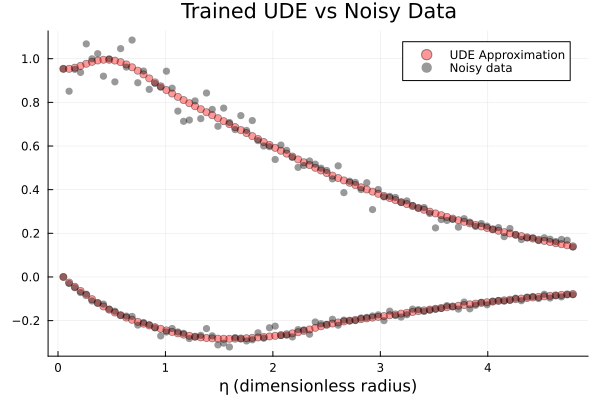 Trained UDE vs Noisy Data
UDE Approximation
Noisy data
1.0
0.8
0.6
0.4
0.2
0.0
−0.2
0 1 2 3 4
η (dimensionless radius)